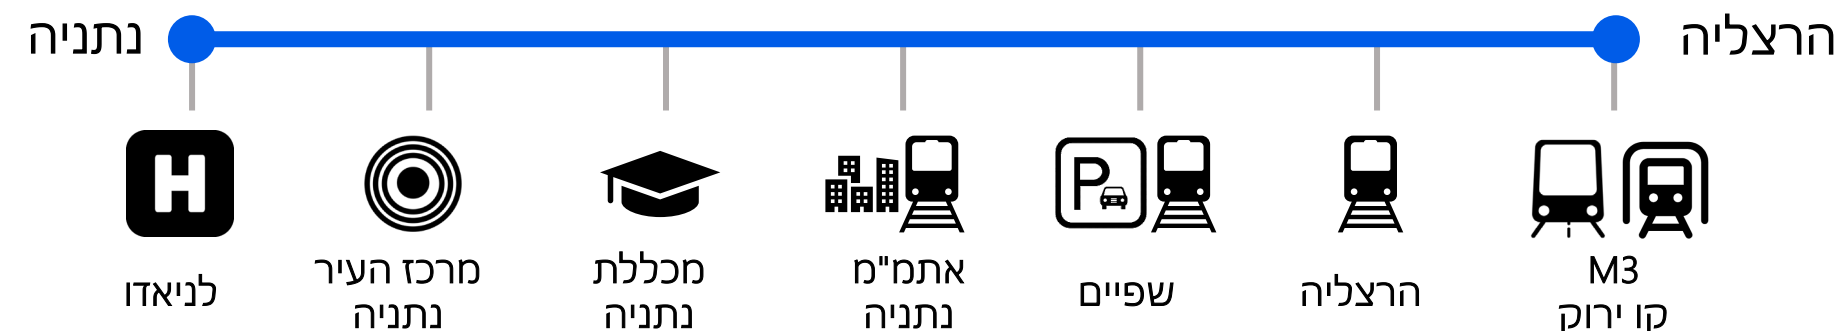 הרצליה
נתניה
M3
קו ירוק
הרצליה
P
שפיים
אתמ"מ
נתניה
מכללת
נתניה
מרכז העיר
נתניה
H
לניאדו